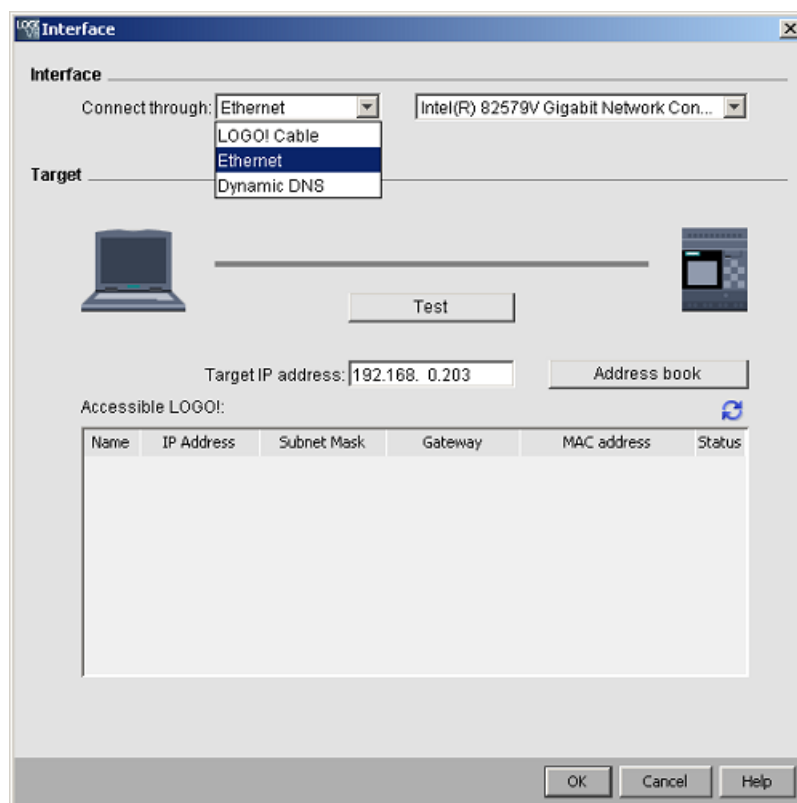 Interface
Interface
Connect through: Ethernet Intel(R) 82579V Gigabit Network Con...
LOGO! Cable
Ethernet
Dynamic DNS
Target
Test
Target IP address: 192.168. 0.203 Address book
Accessible LOGO!:
Name IP Address Subnet Mask Gateway MAC address Status
OK Cancel Help